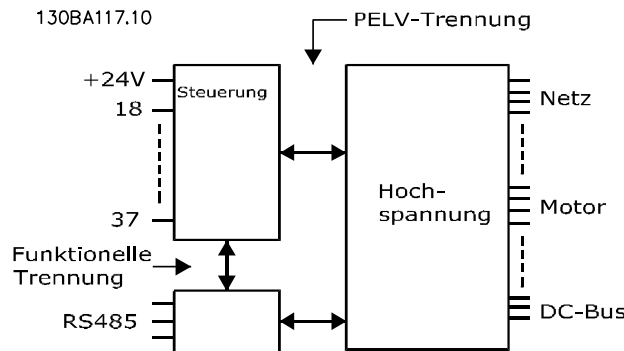 130BA117.10
PELV-Trennung
+24V
Steuerung
18
37
Netz
Hoch-
spannung
Motor
Funktionelle
Trennung
RS485
DC-Bus